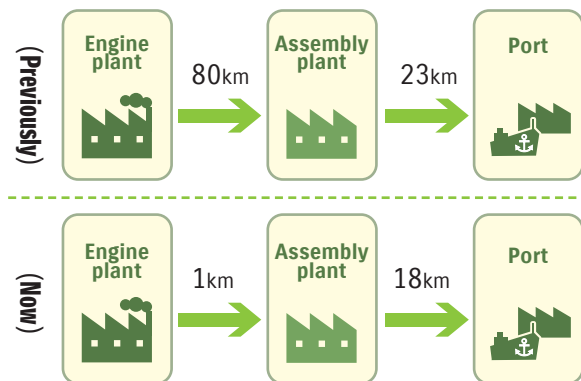 (Previously)
Engine
plant
80km
Assembly
plant
23km
Port
(Now)
Engine
plant
1km
Assembly
plant
18km
Port